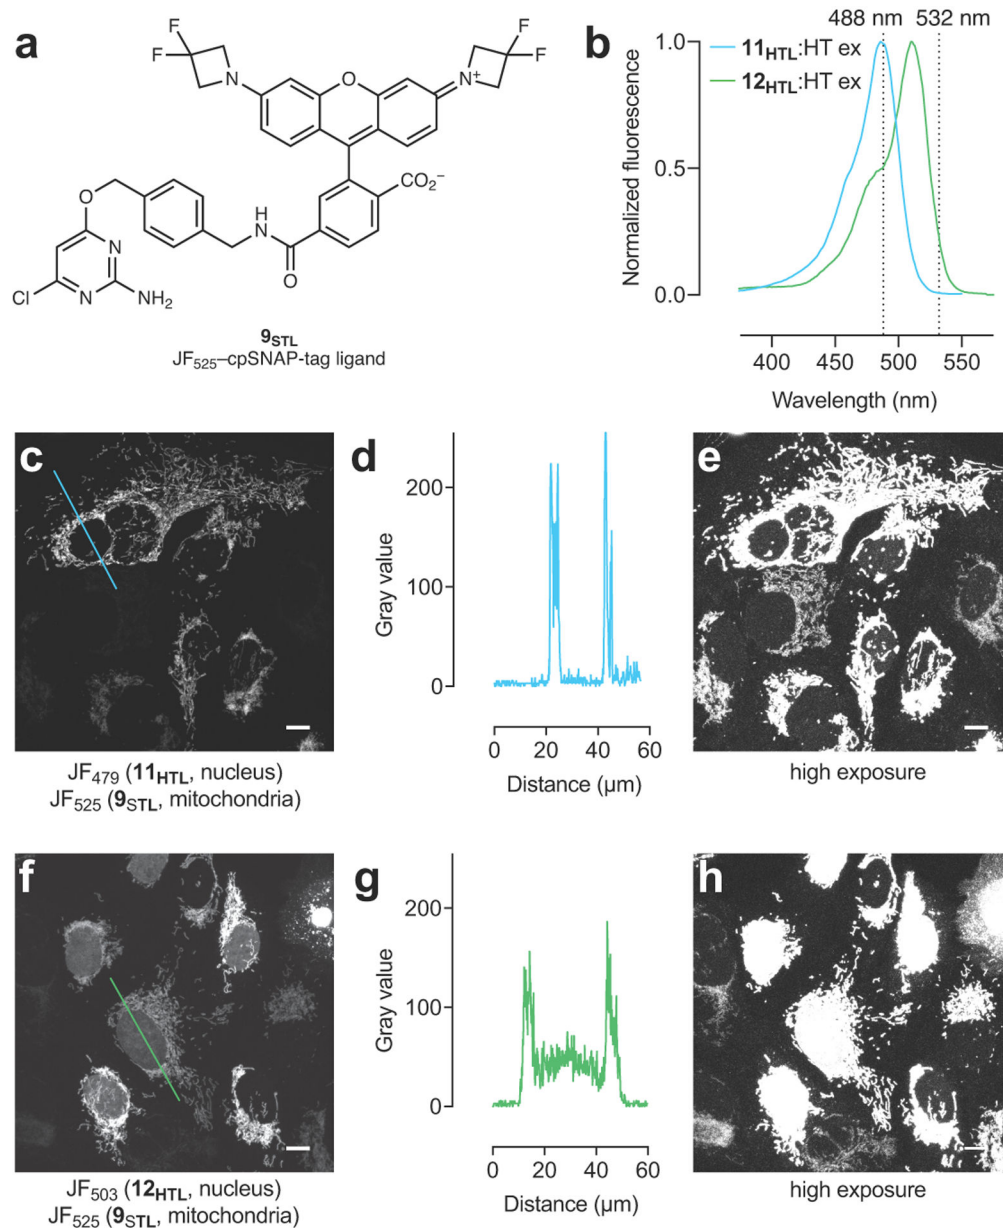 a
F
F
F
F
N
O
N+
CO2−
O
H
N
O
N
N
Cl
NH2
9STL
JF525–cpSNAP-tag ligand
b
488 nm
532 nm
11HTL:HT ex
12HTL:HT ex
Normalized fluorescence
1.0
0.5
0.0
400
450
500
550
Wavelength (nm)
c
JF479 (11HTL, nucleus)
JF525 (9STL, mitochondria)
d
Gray value
200
100
0
0
20
40
60
Distance (μm)
e
high exposure
f
JF503 (12HTL, nucleus)
JF525 (9STL, mitochondria)
g
Gray value
200
100
0
0
20
40
60
Distance (μm)
h
high exposure